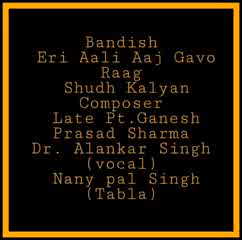 Bandish
Eri Aali Aaj Gavo
Raag
Shudh Kalyan
Composer
Late Pt.Ganesh
Prasad Sharma
Dr. Alankar Singh
(vocal)
Nany pal Singh
(Tabla)